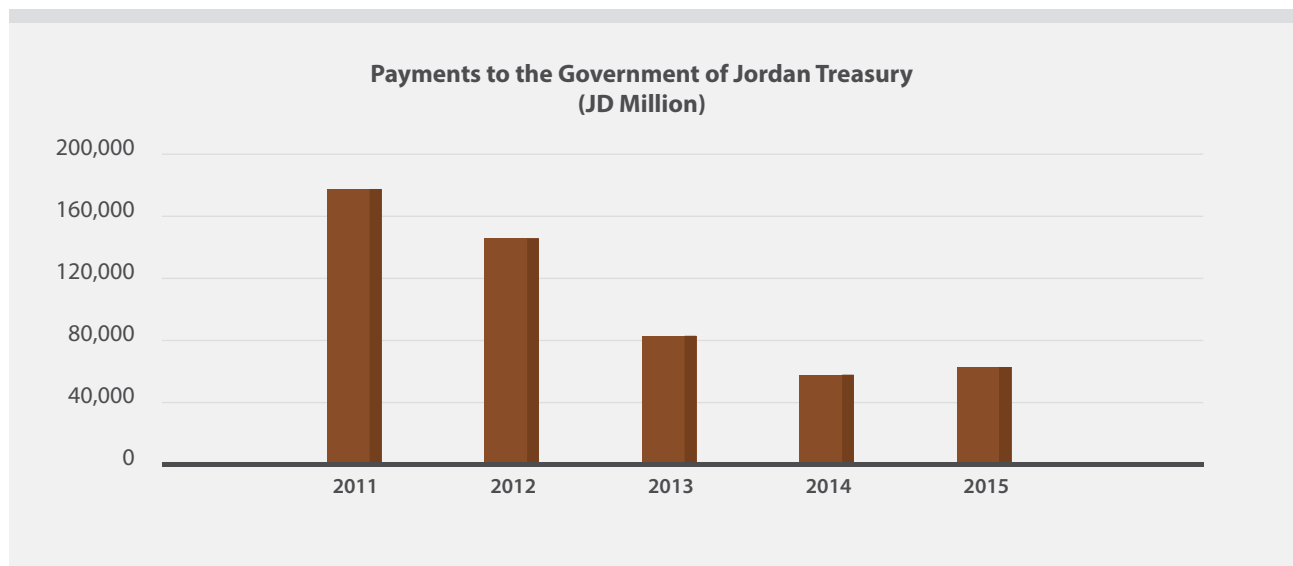 Payments to the Government of Jordan Treasury
(JD Million)
200,000
160,000
120,000
80,000
40,000
0
2011 2012 2013 2014 2015